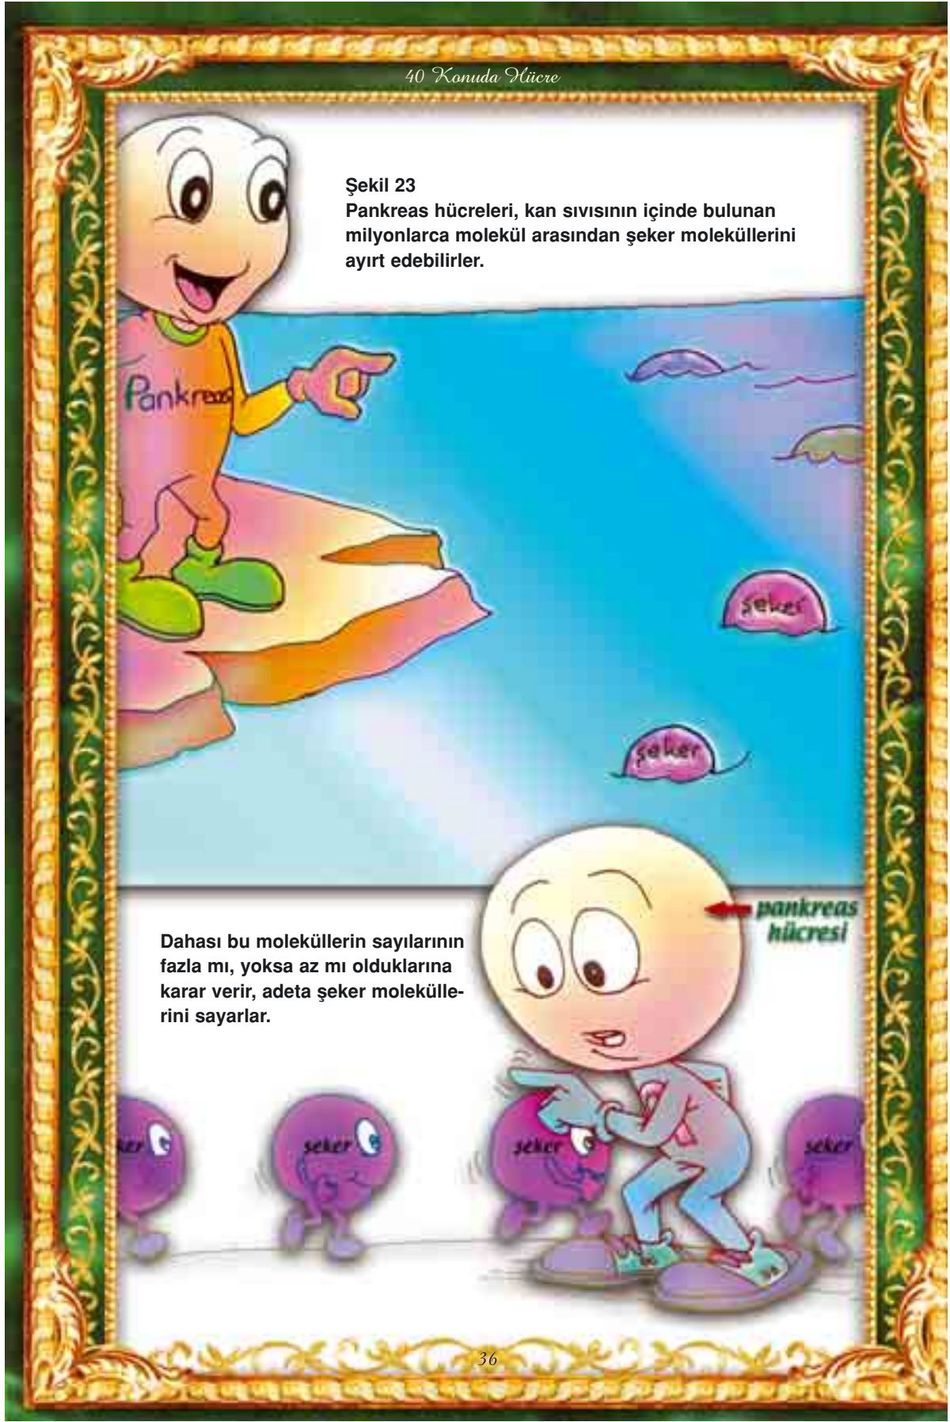 40 Konuda Hücre
Şekil 23
Pankreas hücreleri, kan sıvısının içinde bulunan
milyonlarca molekül arasından şeker moleküllerini
ayırt edebilirler.
Pankreas
şeker
şeker
pankreas
hücresi
Dahası bu moleküllerin sayılarının
fazla mı, yoksa az mı olduklarına
karar verir, adeta şeker molekülle-
rini sayarlar.
ker şeker şeker şeker
36